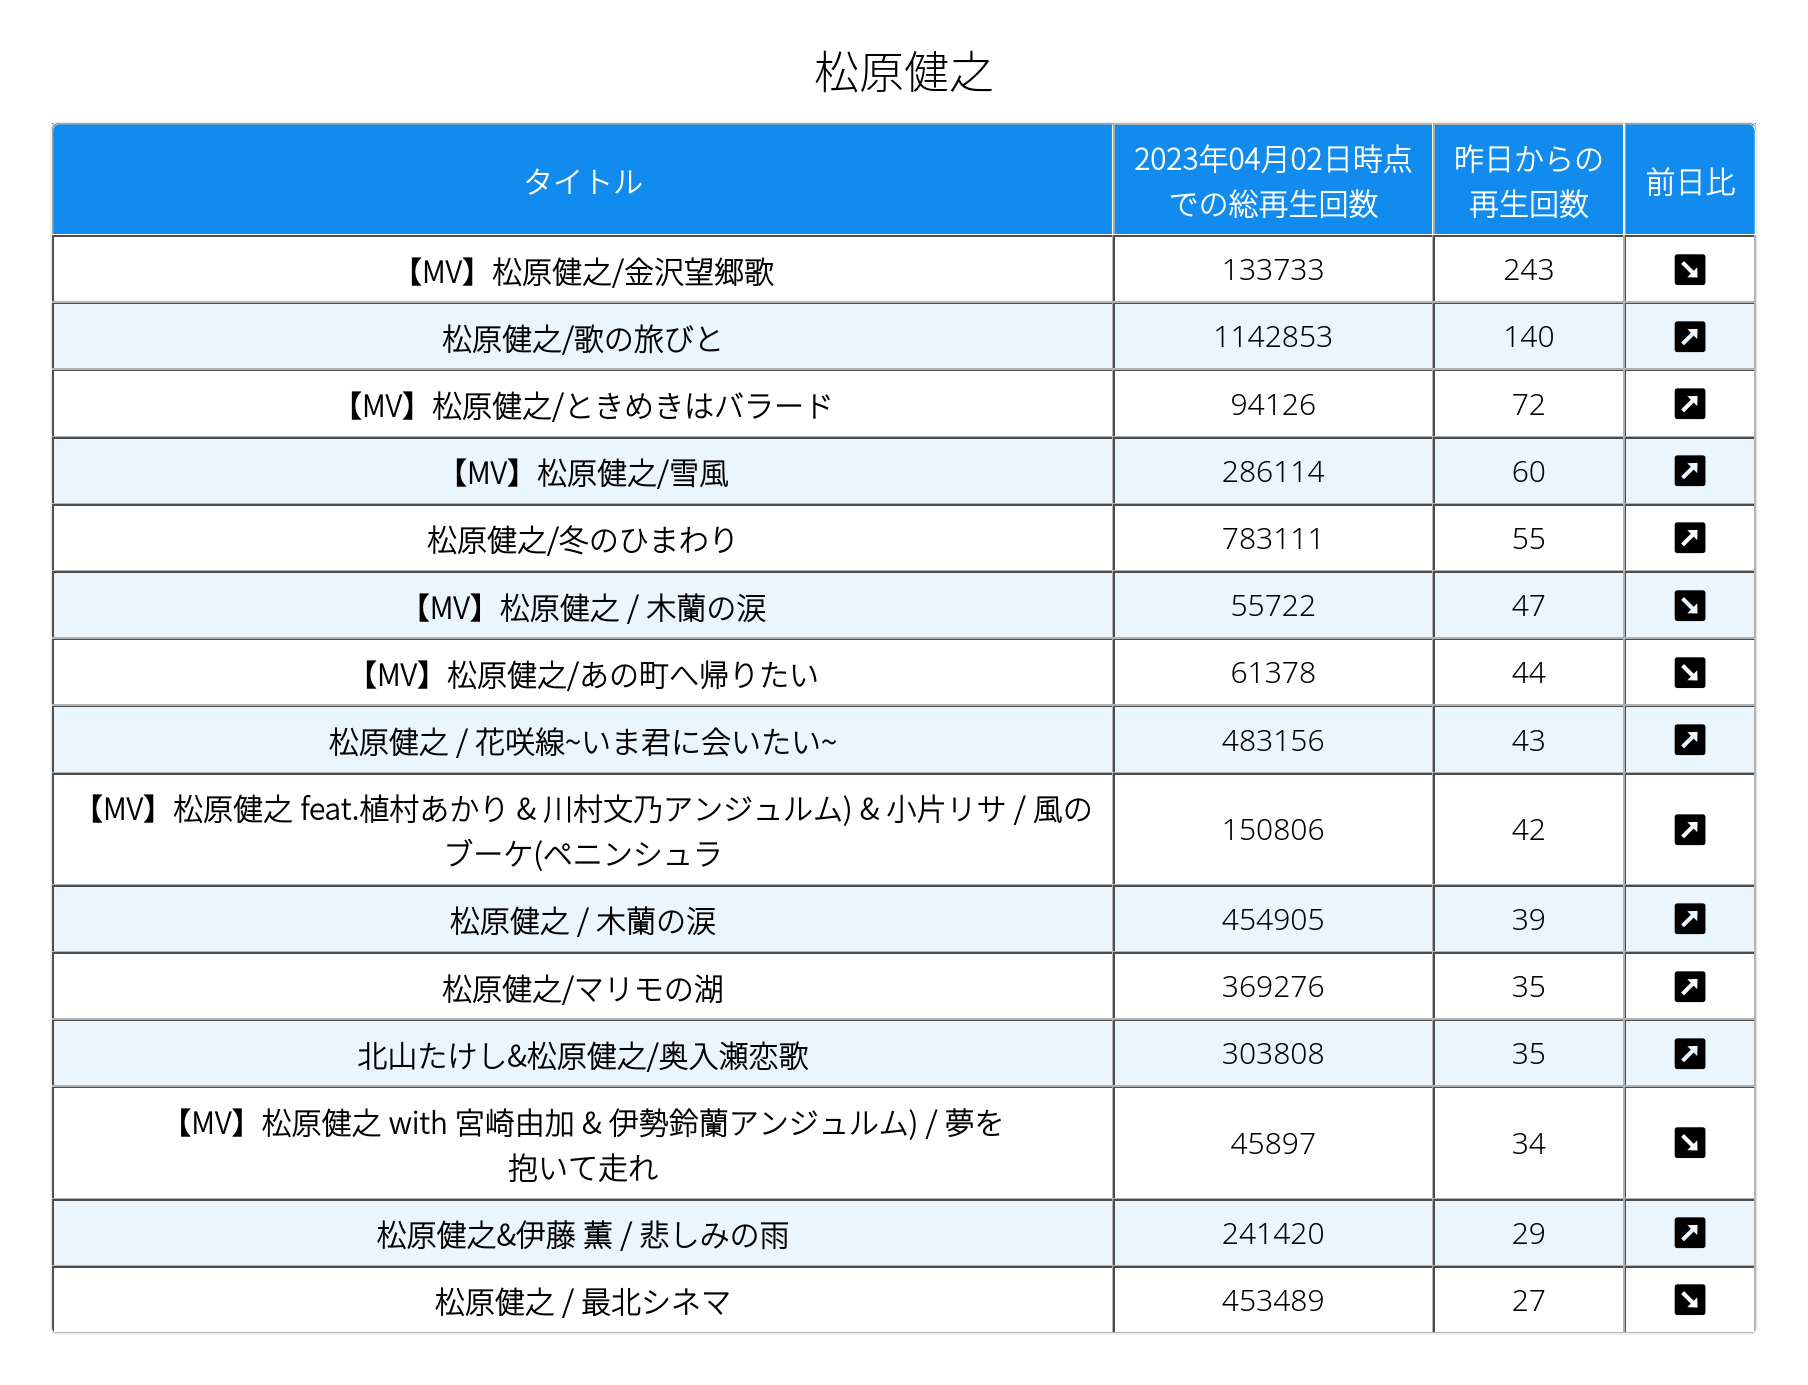 松原健之
タイトル
2023年04月02日時点
での総再生回数
昨日からの
再生回数
前日比
【MV】松原健之/金沢望郷歌 133733 243
松原健之/歌の旅びと 1142853 140
【MV】松原健之/ときめきはバラード 94126 72
【MV】松原健之/雪風 286114 60
松原健之/冬のひまわり 783111 55
【MV】松原健之 / 木蘭の涙 55722 47
【MV】松原健之/あの町へ帰りたい 61378 44
松原健之 / 花咲線~いま君に会いたい~ 483156 43
【MV】松原健之 feat.植村あかり & 川村文乃アンジュルム) & 小片リサ / 風の
ブーケ(ペニンシュラ
150806 42
松原健之 / 木蘭の涙 454905 39
松原健之/マリモの湖 369276 35
北山たけし&松原健之/奥入瀬恋歌 303808 35
【MV】松原健之 with 宮崎由加 & 伊勢鈴蘭アンジュルム) / 夢を
抱いて走れ
45897 34
松原健之&伊藤 薫 / 悲しみの雨 241420 29
松原健之 / 最北シネマ 453489 27